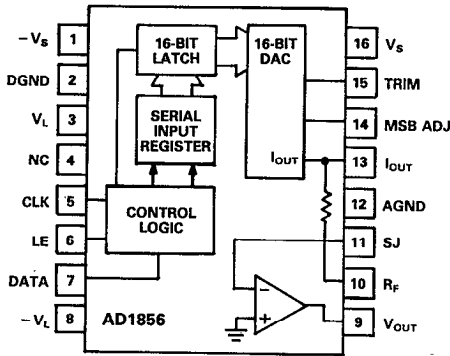 −Vs 1
DGND 2
VL 3
NC 4
CLK 5
LE 6
DATA 7
−VL 8
16-BIT
LATCH
16-BIT
DAC
SERIAL
INPUT
REGISTER
IOUT
CONTROL
LOGIC
−
+
AD1856
16 Vs
15 TRIM
14 MSB ADJ
13 IOUT
12 AGND
11 SJ
10 RF
9 VOUT